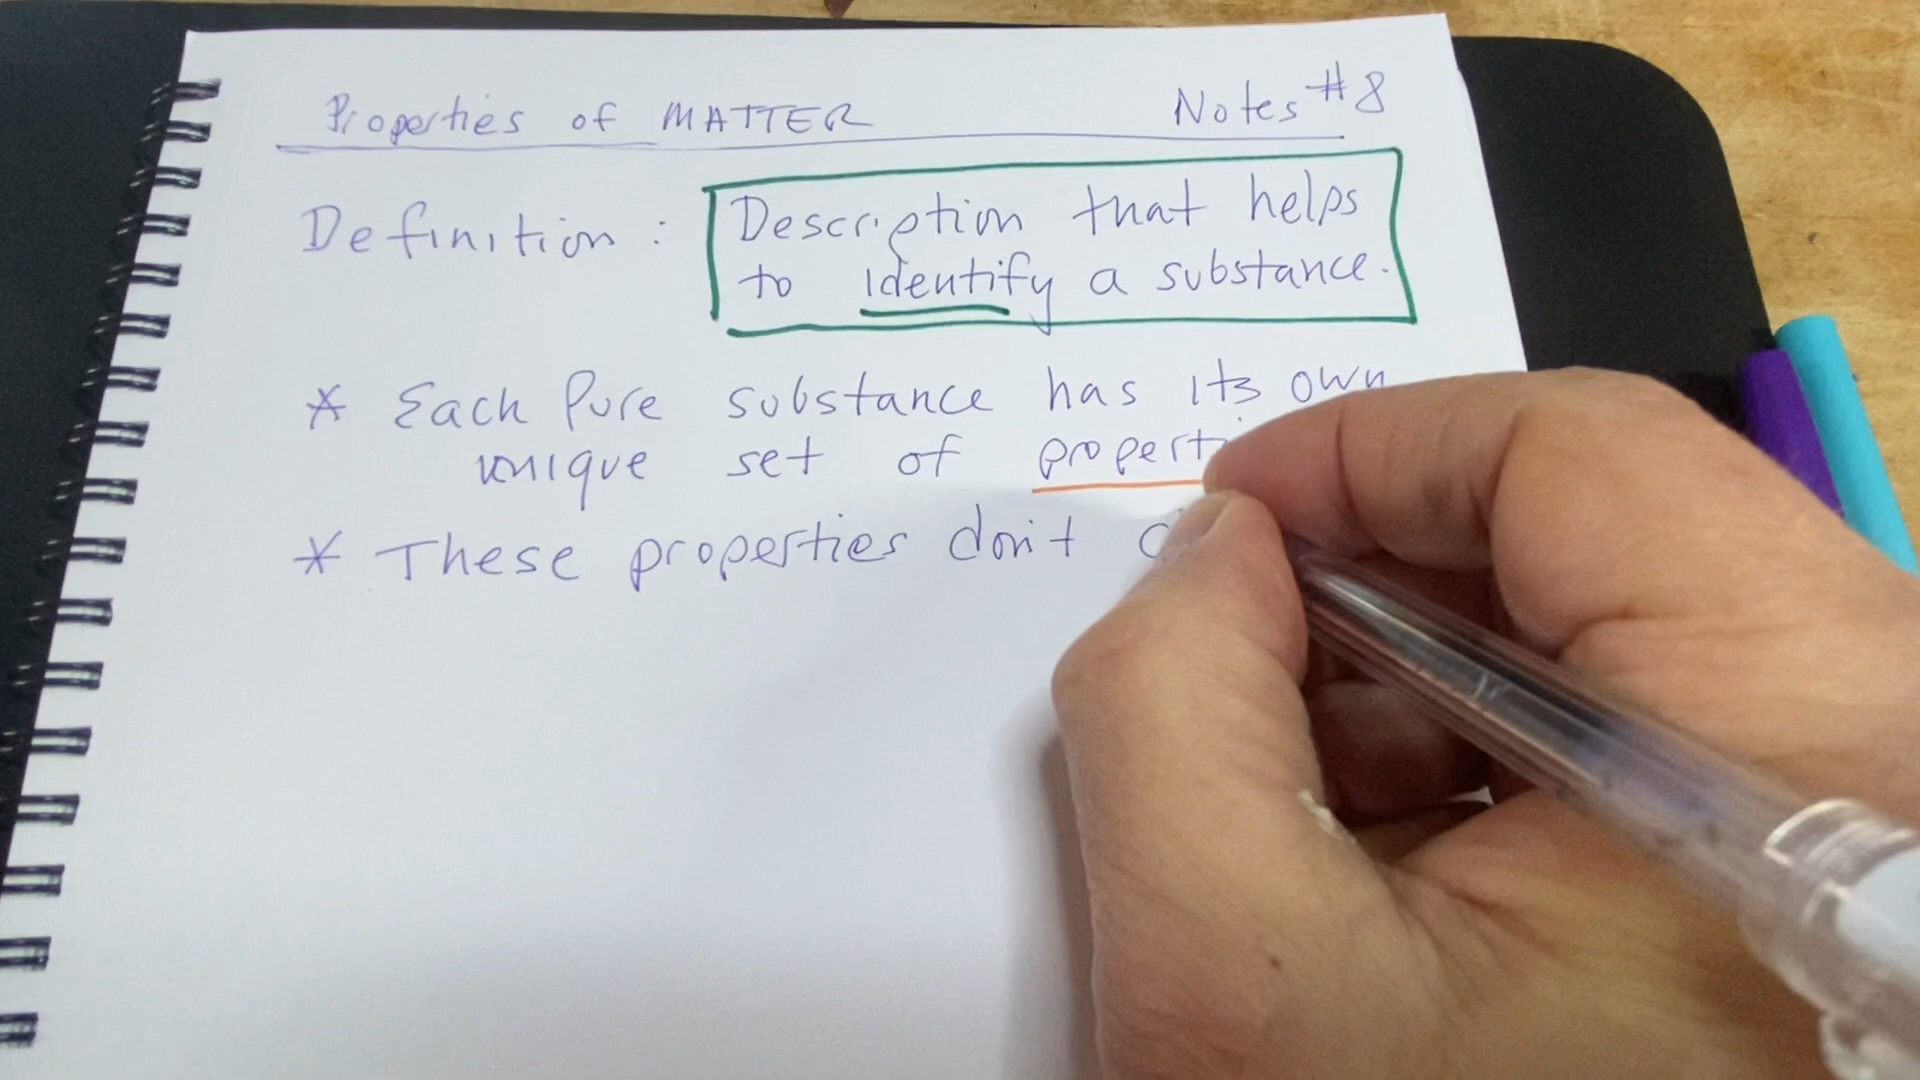 Properties of MATTER Notes #8
Definition : Description that helps
to identify a substance.
* Each Pure substance has its own
unique set of
* These properties don't